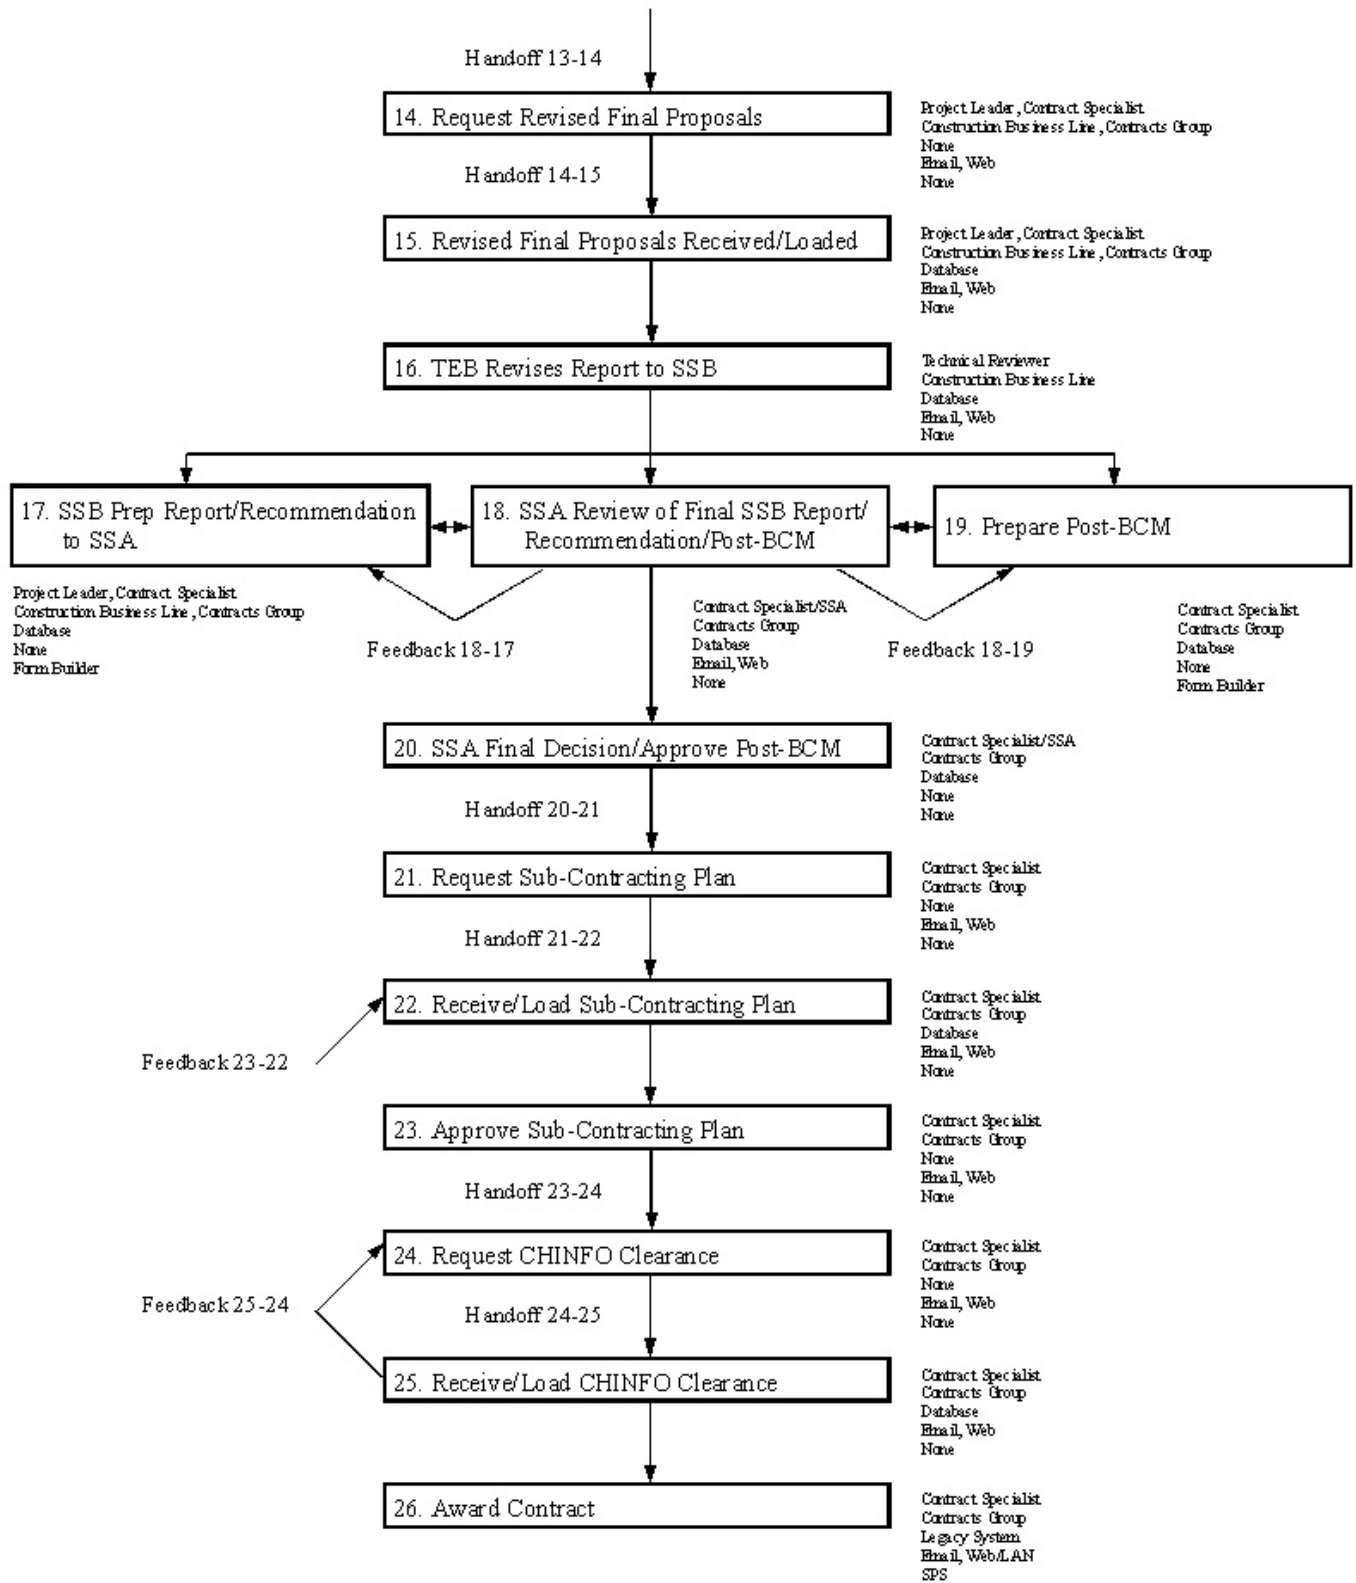 Handoff 13-14
14. Request Revised Final Proposals
Project Leader, Contract Specialist
Construction Business Line, Contracts Group
None
Email, Web
None
Handoff 14-15
15. Revised Final Proposals Received/Loaded
Project Leader, Contract Specialist
Construction Business Line, Contracts Group
Database
Email, Web
None
16. TEB Revises Report to SSB
Technical Reviewer
Construction Business Line
Database
Email, Web
None
17. SSB Prep Report/Recommendation
to SSA
18. SSA Review of Final SSB Report/
Recommendation/Post-BCM
19. Prepare Post-BCM
Project Leader, Contract Specialist
Construction Business Line, Contracts Group
Database
None
Form Builder
Feedback 18-17
Contract Specialist/SSA
Contracts Group
Database
Email, Web
None
Feedback 18-19
Contract Specialist
Contracts Group
Database
None
Form Builder
20. SSA Final Decision/Approve Post-BCM
Contract Specialist/SSA
Contracts Group
Database
None
None
Handoff 20-21
21. Request Sub-Contracting Plan
Contract Specialist
Contracts Group
None
Email, Web
None
Handoff 21-22
22. Receive/Load Sub-Contracting Plan
Contract Specialist
Contracts Group
Database
Email, Web
None
Feedback 23-22
23. Approve Sub-Contracting Plan
Contract Specialist
Contracts Group
None
Email, Web
None
Handoff 23-24
24. Request CHINFO Clearance
Contract Specialist
Contracts Group
None
Email, Web
None
Feedback 25-24
Handoff 24-25
25. Receive/Load CHINFO Clearance
Contract Specialist
Contracts Group
Database
Email, Web
None
26. Award Contract
Contract Specialist
Contracts Group
Legacy System
Email, Web/LAN
SPS